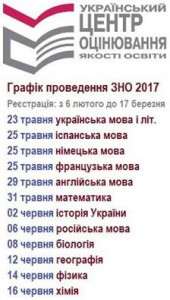 УКРАЇНСЬКИЙ
ЦЕНТР
ОЦІНЮВАННЯ
ЯКОСТІ ОСВІТИ
Графік проведення ЗНО 2017
Реєстрація: з 6 лютого до 17 березня
23 травня українська мова і літ.
25 травня іспанська мова
25 травня німецька мова
25 травня французька мова
29 травня англійська мова
31 травня математика
02 червня історія України
06 червня російська мова
08 червня біологія
12 червня географія
14 червня фізика
16 червня хімія